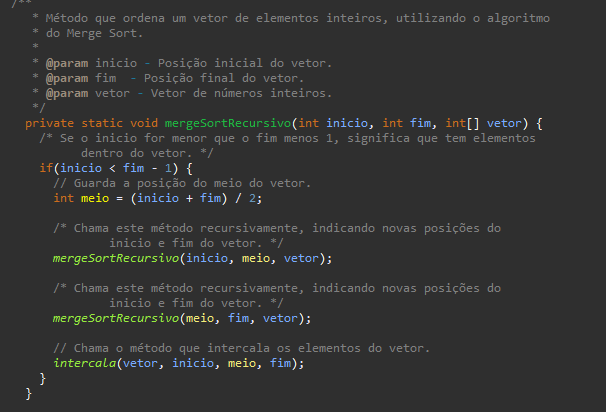 /**
* Método que ordena um vetor de elementos inteiros, utilizando o algoritmo
* do Merge Sort.
*
* @param inicio - Posição inicial do vetor.
* @param fim  - Posição final do vetor.
* @param vetor - Vetor de números inteiros.
*/
private static void mergeSortRecursivo(int inicio, int fim, int[] vetor) {
/* Se o inicio for menor que o fim menos 1, significa que tem elementos
dentro do vetor. */
if(inicio < fim - 1) {
// Guarda a posição do meio do vetor.
int meio = (inicio + fim) / 2;
/* Chama este método recursivamente, indicando novas posições do
inicio e fim do vetor. */
mergeSortRecursivo(inicio, meio, vetor);
/* Chama este método recursivamente, indicando novas posições do
inicio e fim do vetor. */
mergeSortRecursivo(meio, fim, vetor);
// Chama o método que intercala os elementos do vetor.
intercala(vetor, inicio, meio, fim);
}
}